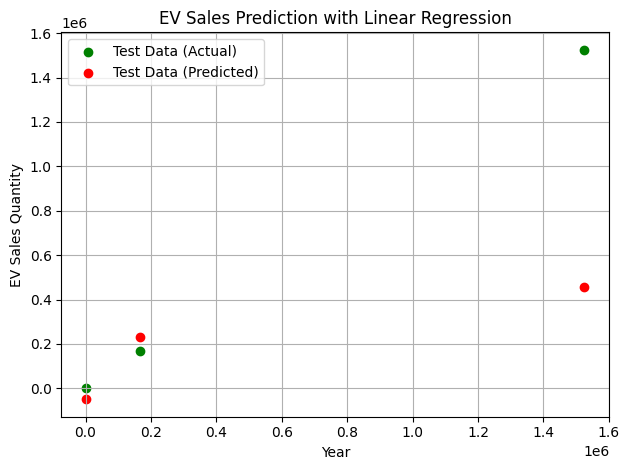 EV Sales Prediction with Linear Regression
1e6
Test Data (Actual)
Test Data (Predicted)
EV Sales Quantity
1.6
1.4
1.2
1.0
0.8
0.6
0.4
0.2
0.0
0.0 0.2 0.4 0.6 0.8 1.0 1.2 1.4 1.6
Year
1e6